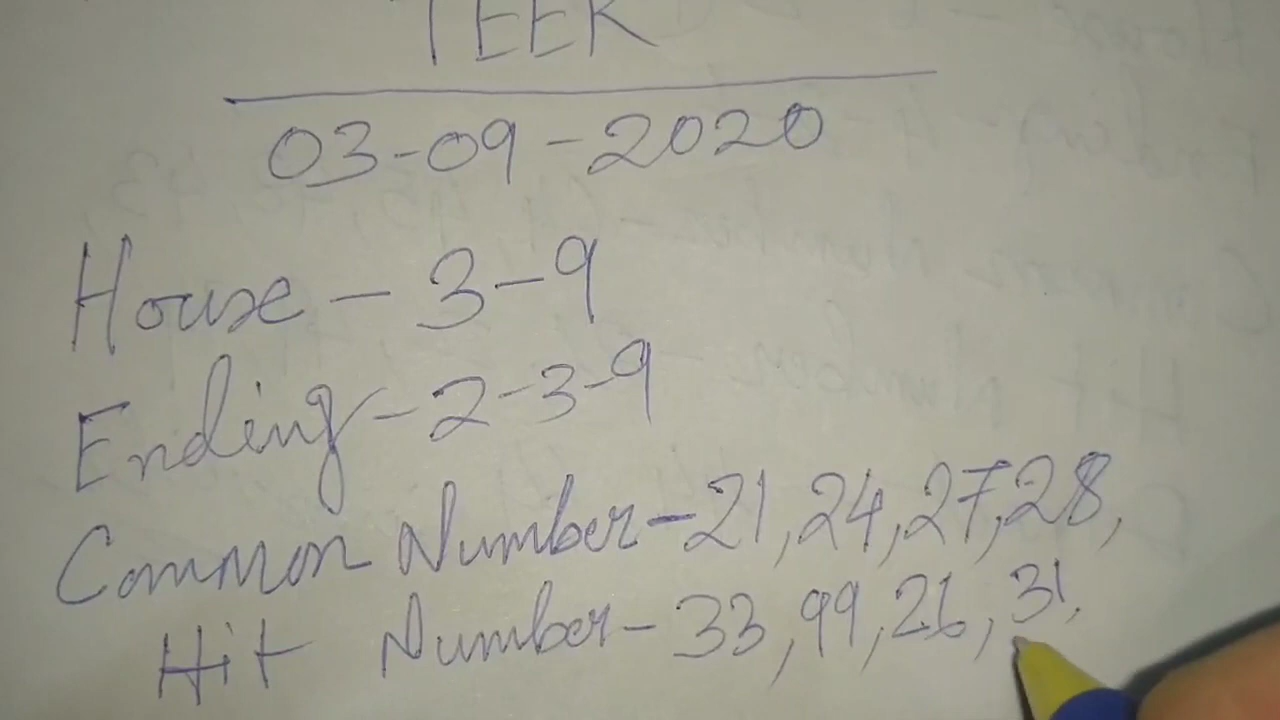 TEER
03-09-2020
House - 3-9
Ending - 2-3-9
Common Number - 21, 24, 27, 28,
Hit Number - 33, 99, 26, 31,